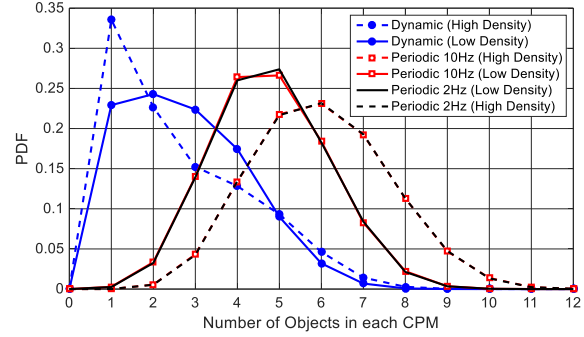 0.35
0.3
0.25
0.2
0.15
0.1
0.05
0
PDF
Dynamic (High Density)
Dynamic (Low Density)
Periodic 10Hz (High Density)
Periodic 10Hz (Low Density)
Periodic 2Hz (Low Density)
Periodic 2Hz (High Density)
0 1 2 3 4 5 6 7 8 9 10 11 12
Number of Objects in each CPM